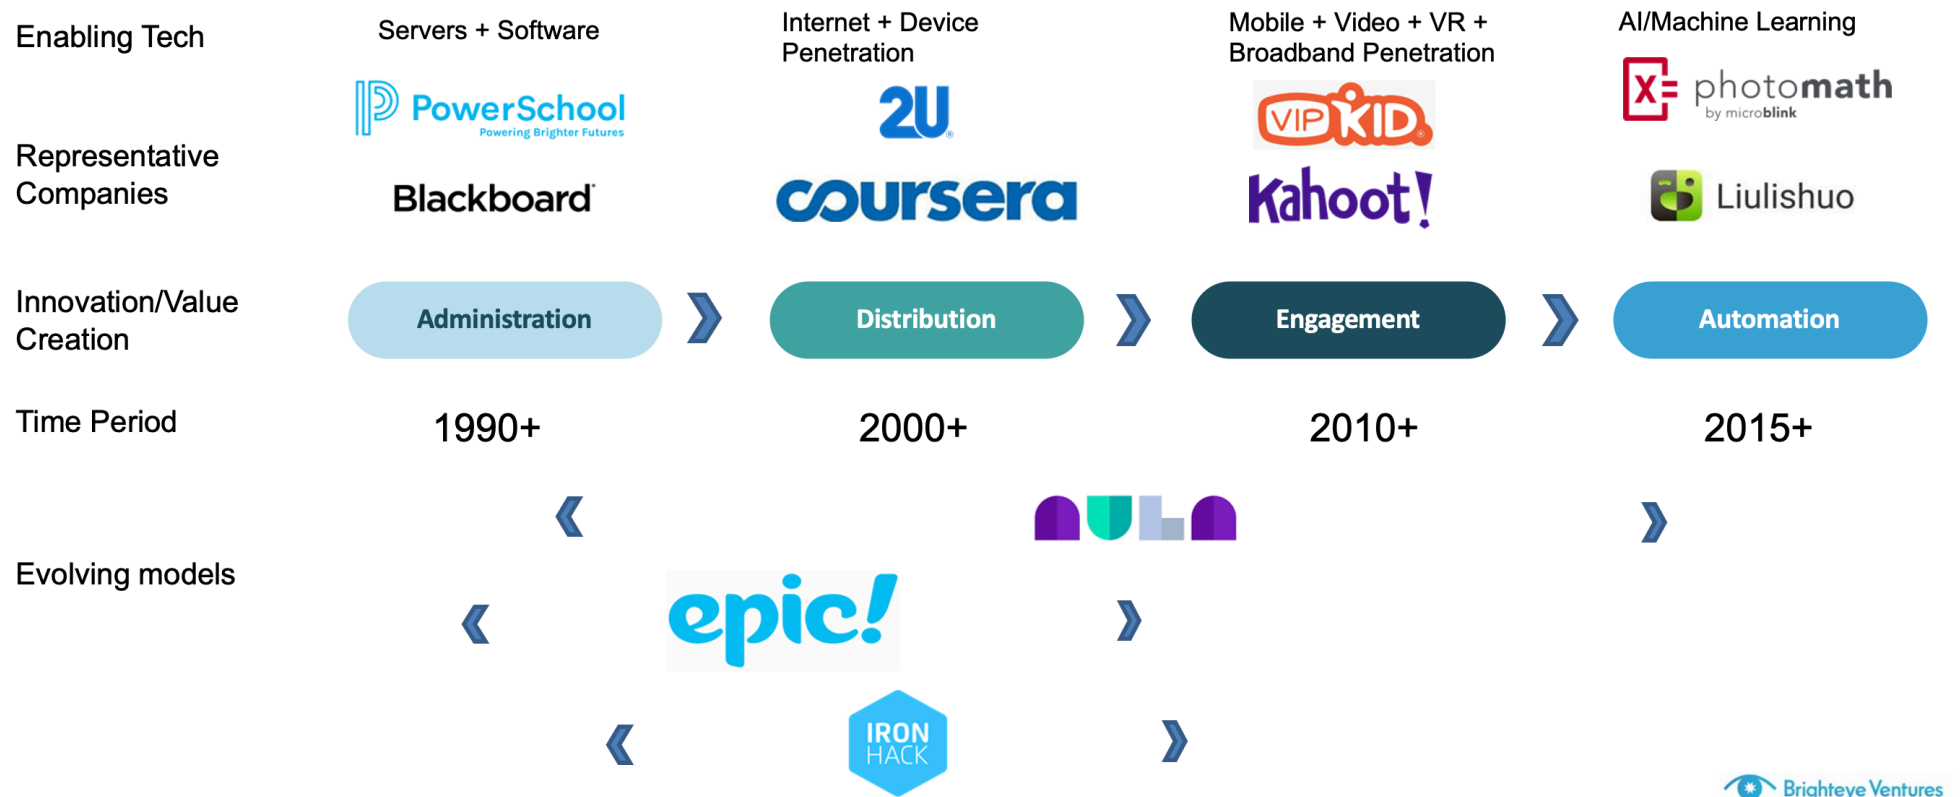 Enabling Tech
Servers + Software
Internet + Device
Penetration
Mobile + Video + VR +
Broadband Penetration
AI/Machine Learning
Representative
Companies
PowerSchool
Powering Brighter Futures
2U®
VIPKID®
photomath
by microblink
Blackboard
coursera
Kahoot!
Liulishuo
Innovation/Value
Creation
Administration
Distribution
Engagement
Automation
Time Period
1990+
2000+
2010+
2015+
Evolving models
AULA
epic!
IRON
HACK
Brighteye Ventures